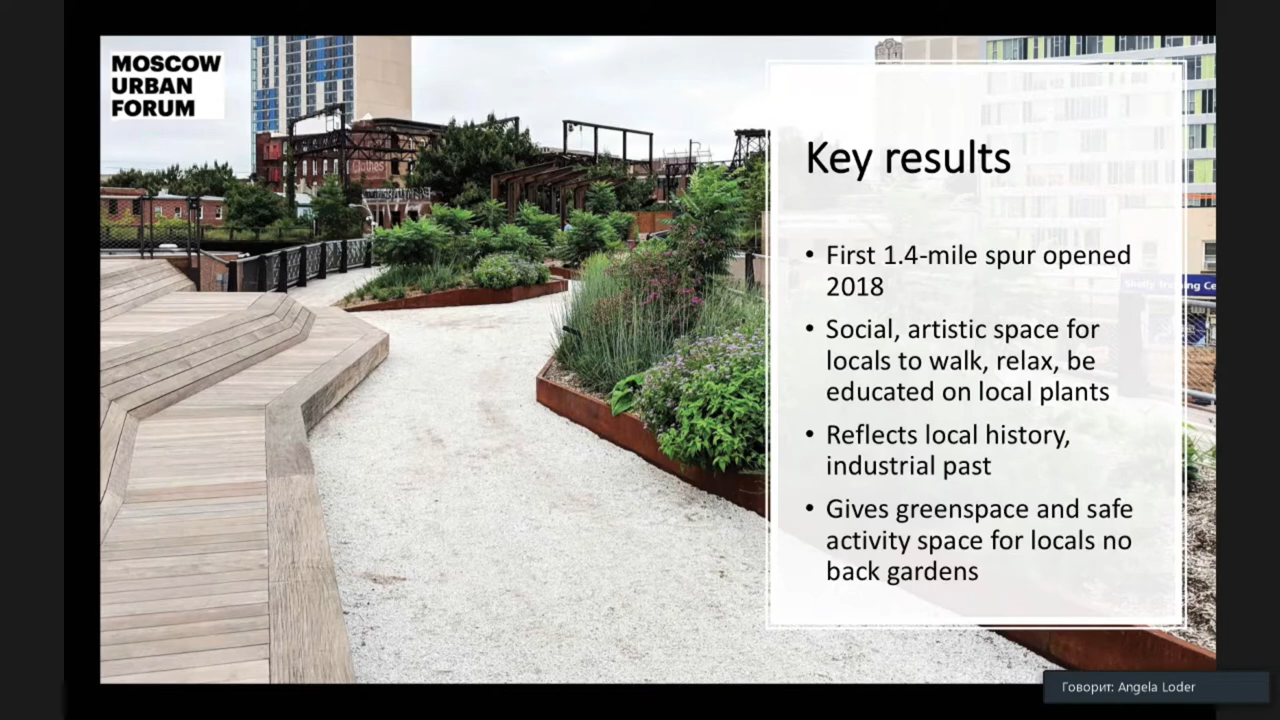 MOSCOW
URBAN
FORUM
Key results
• First 1.4-mile spur opened
2018
• Social, artistic space for
locals to walk, relax, be
educated on local plants
• Reflects local history,
industrial past
• Gives greenspace and safe
activity space for locals no
back gardens
Говорит: Angela Loder